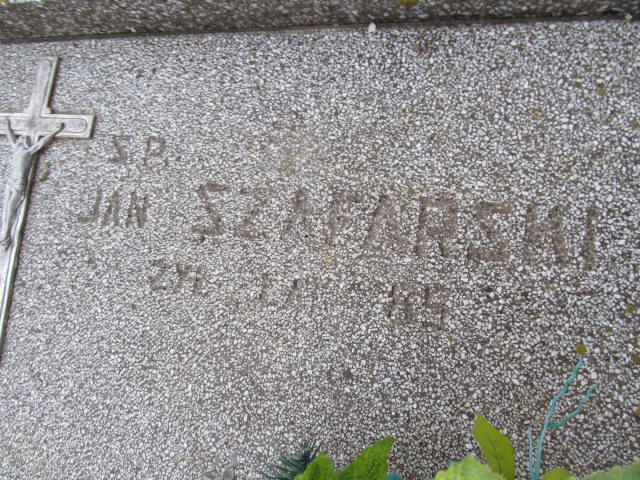 Ś.P.
JAN SZAFARSKI
ŻYŁ LAT 85